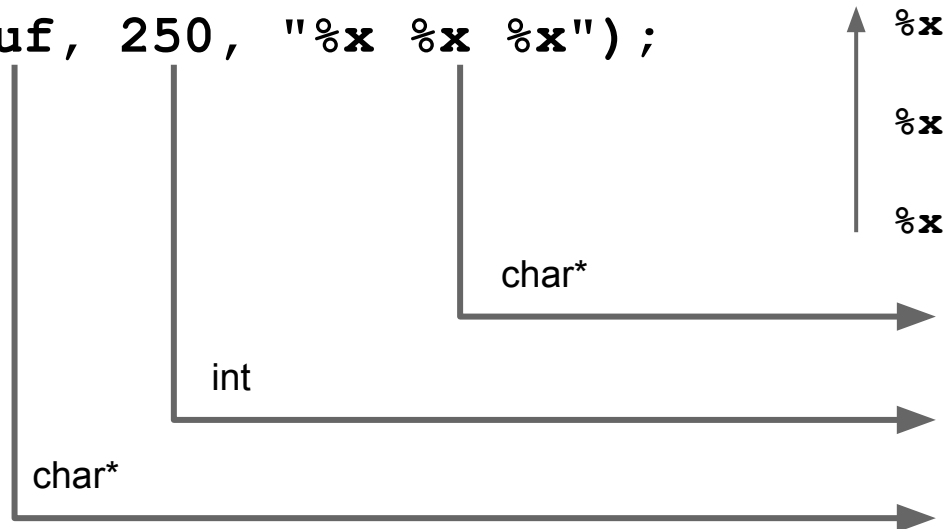 uf, 250, "%x %x %x");
%x
%x
%x
char*
int
char*